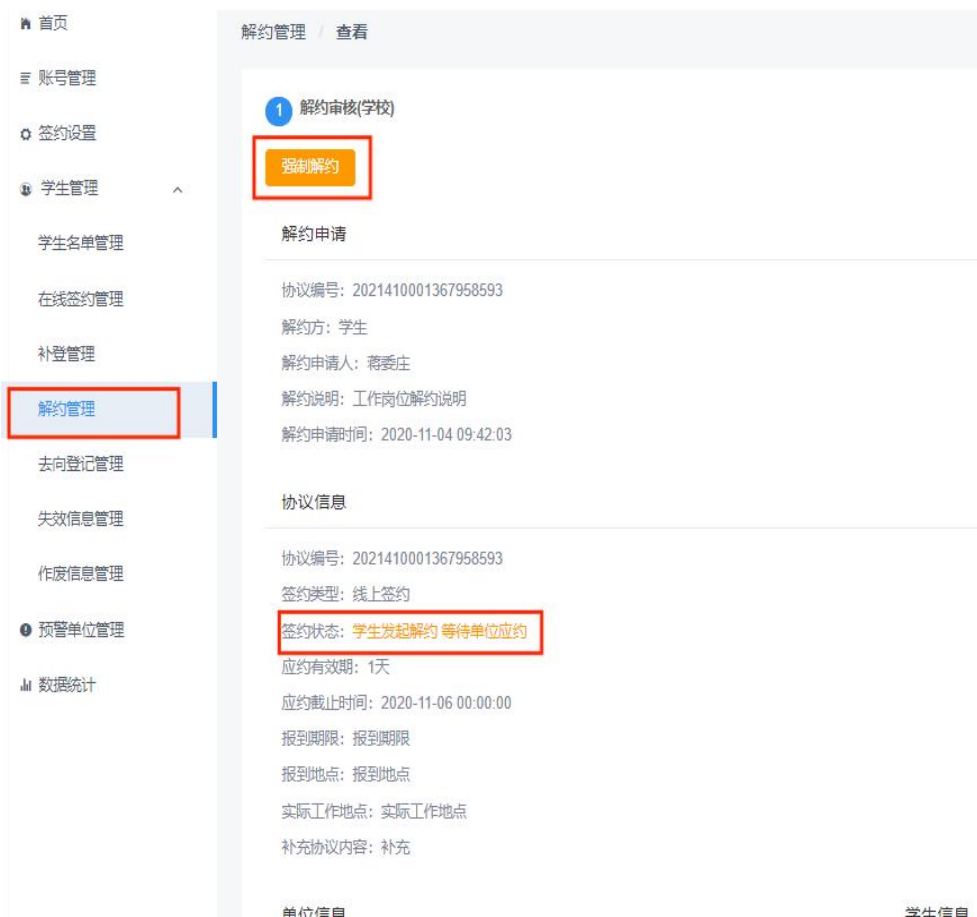 首页
账号管理
签约设置
学生管理
学生名单管理
在线签约管理
补登管理
解约管理
去向登记管理
失效信息管理
作废信息管理
预警单位管理
数据统计
解约管理 / 查看
1 解约审核(学校)
强制解约
解约申请
协议编号：2021410001367958593
解约方：学生
解约申请人：蒋委庄
解约说明：工作岗位解约说明
解约申请时间：2020-11-04 09:42:03
协议信息
协议编号：2021410001367958593
签约类型：线上签约
签约状态：学生发起解约 等待单位应约
应约有效期：1天
应约截止时间：2020-11-06 00:00:00
报到期限：报到期限
报到地点：报到地点
实际工作地点：实际工作地点
补充协议内容：补充
单位信息 学生信息